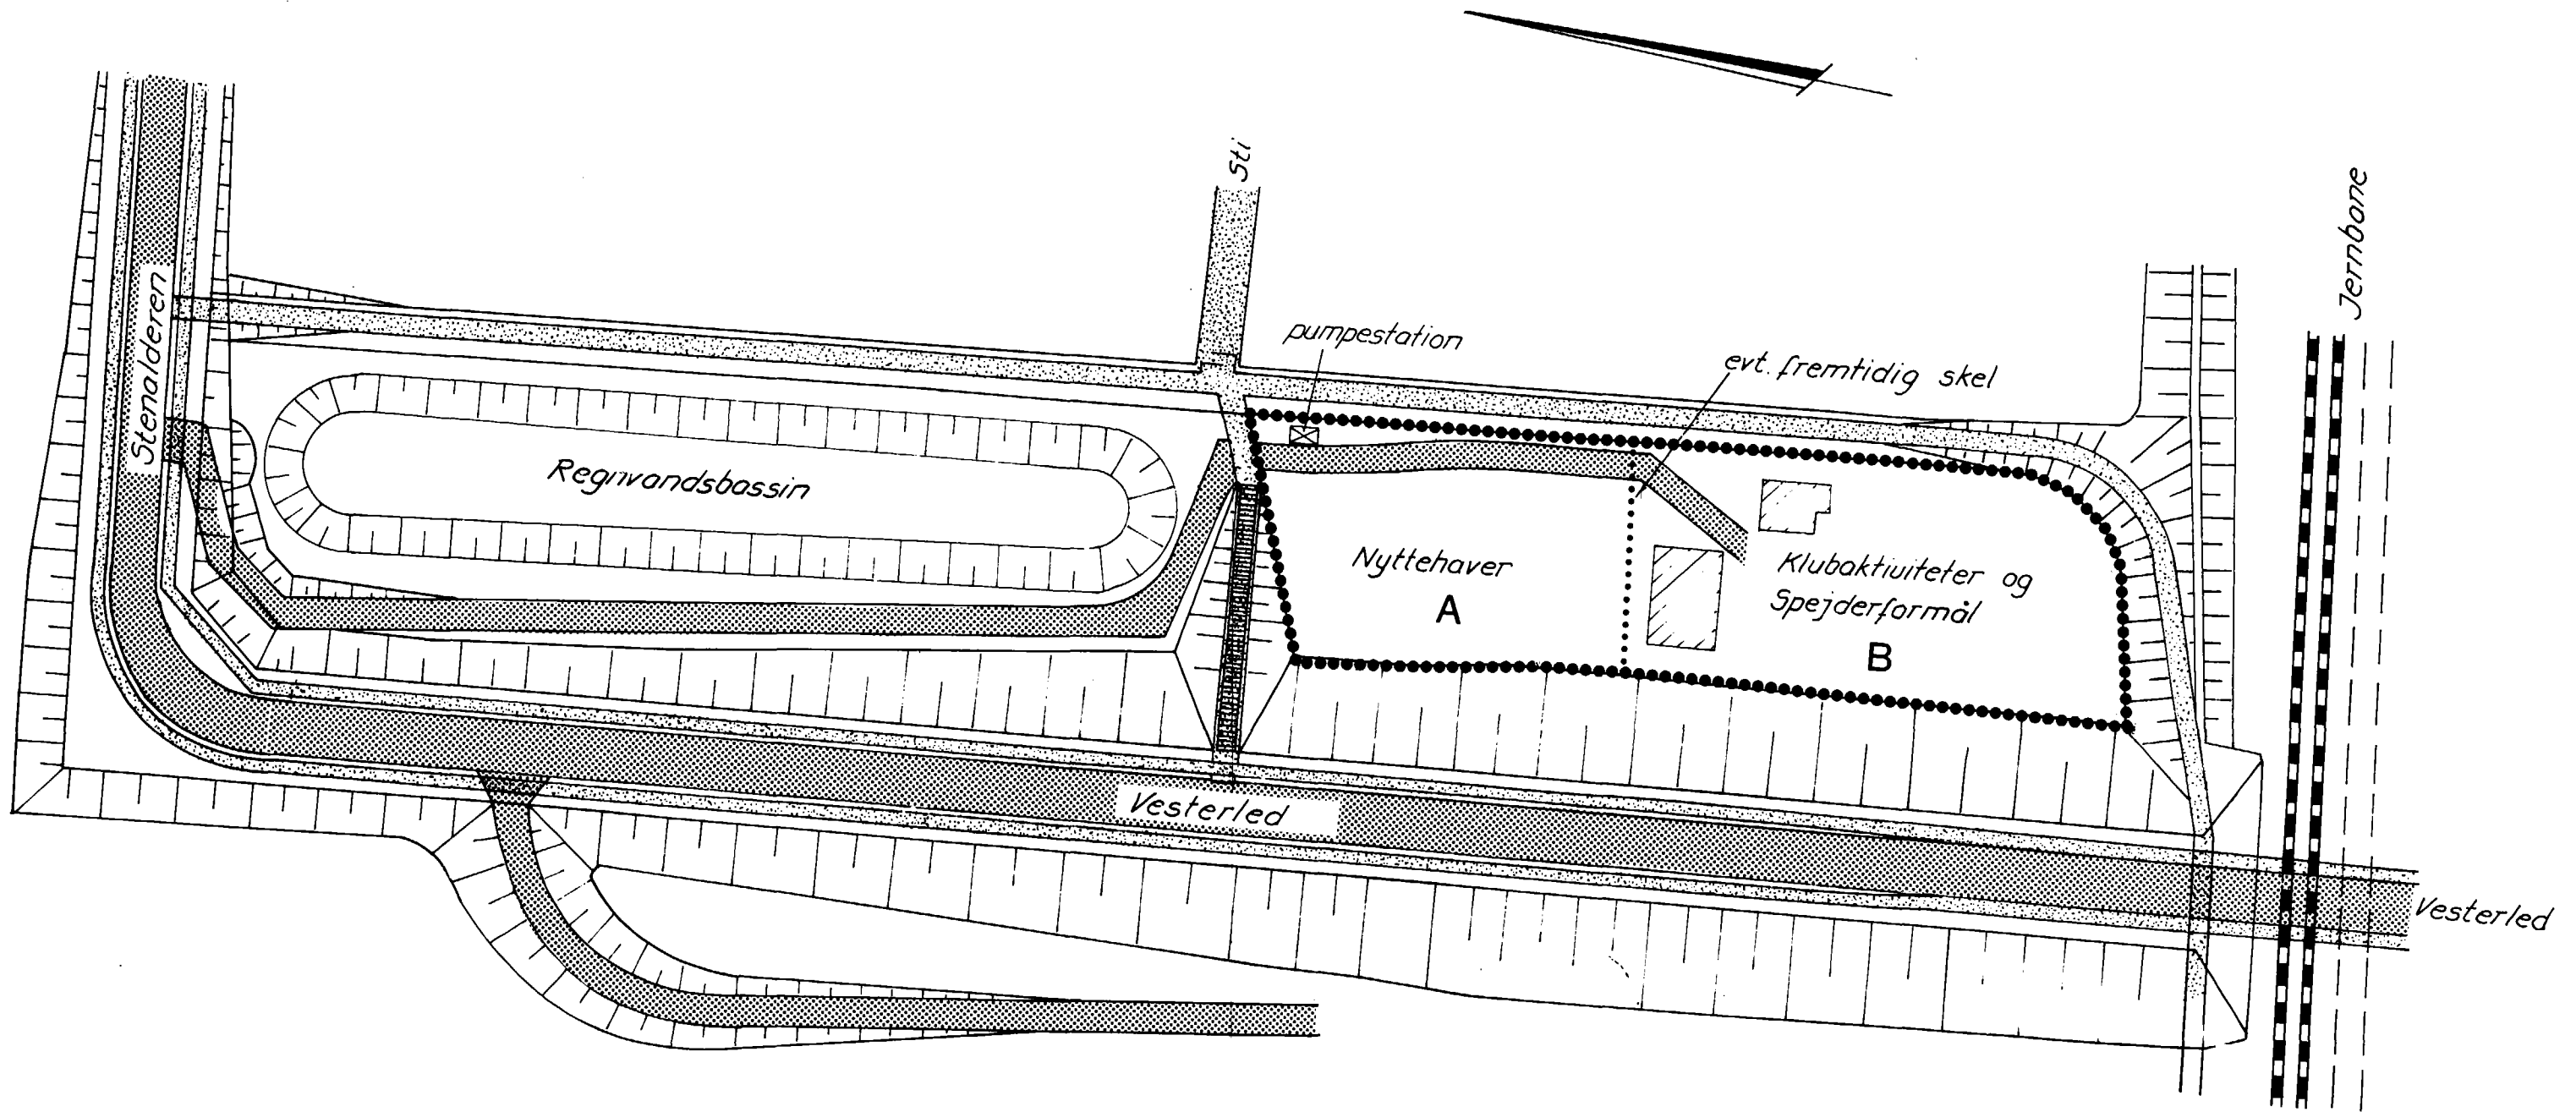 sti
Jernbane
pumpestation
evt. fremtidig skel
Stenalderen
Regnvandsbassin
Nyttehaver
A
Klubaktiviteter og
Spejderformål
B
Vesterled
Vesterled